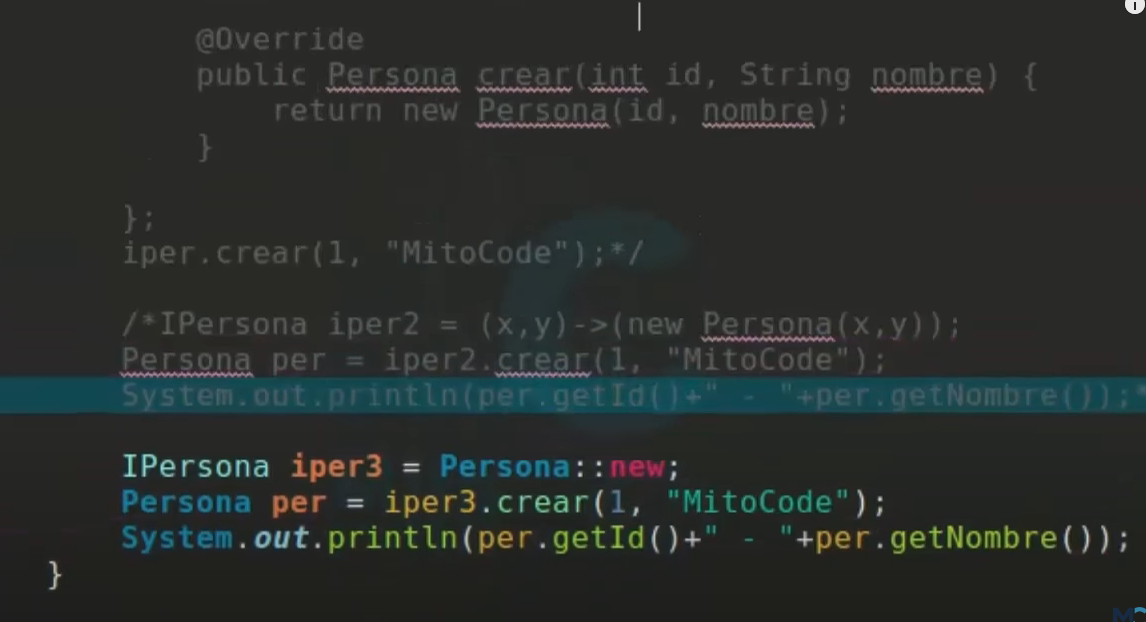 @Override
public Persona crear(int id, String nombre) {
return new Persona(id, nombre);
}
};
iper.crear(1, "MitoCode");*/
/*IPersona iper2 = (x,y)->(new Persona(x,y));
Persona per = iper2.crear(1, "MitoCode");
System.out.println(per.getId()+" - "+per.getNombre());*
IPersona iper3 = Persona::new;
Persona per = iper3.crear(1, "MitoCode");
System.out.println(per.getId()+" - "+per.getNombre());
}